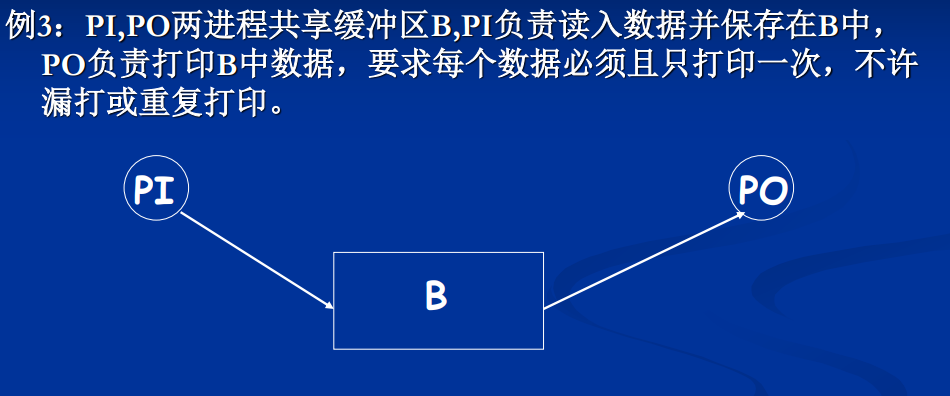 例3：PI,PO两进程共享缓冲区B,PI负责读入数据并保存在B中，
PO负责打印B中数据，要求每个数据必须且只打印一次，不许
漏打或重复打印。
PI
PO
B